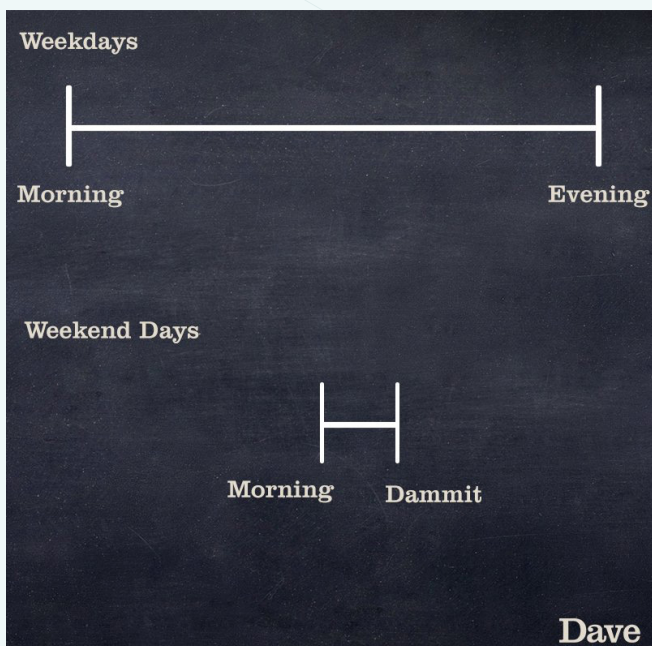 Weekdays
Morning Evening
Weekend Days
Morning Dammit
Dave